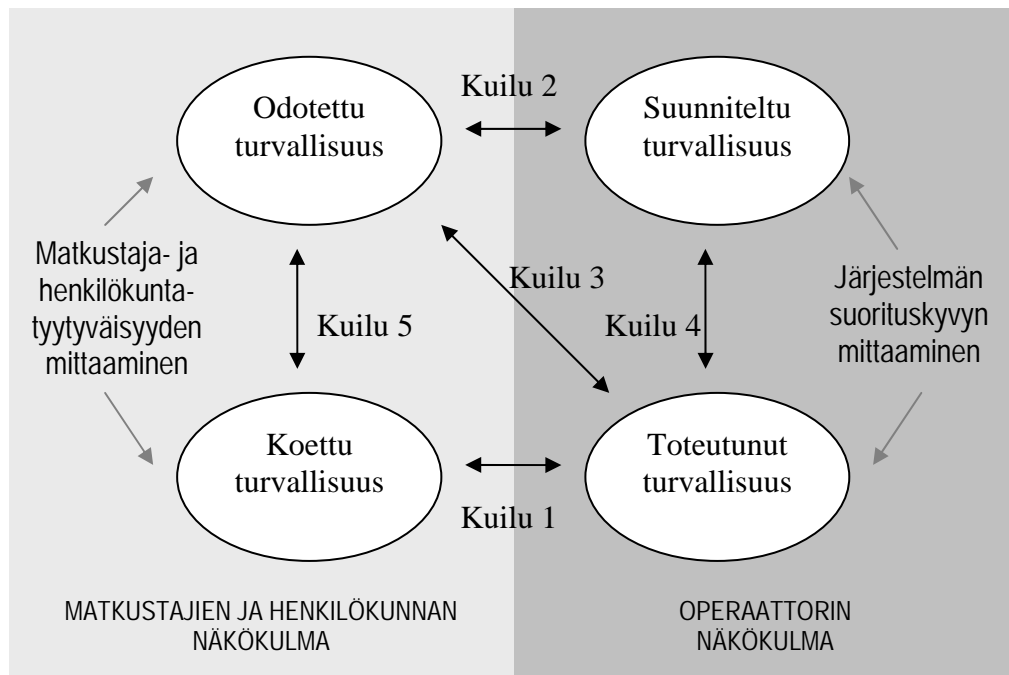 Kuilu 2
Odotettu
turvallisuus
Suunniteltu
turvallisuus
Matkustaja- ja
henkilökunta-
tyytyväisyyden
mittaaminen
Kuilu 3
Kuilu 5
Kuilu 4
Järjestelmän
suorituskyvyn
mittaaminen
Koettu
turvallisuus
Toteutunut
turvallisuus
Kuilu 1
MATKUSTAJIEN JA HENKILÖKUNNAN
NÄKÖKULMA
OPERAATTORIN
NÄKÖKULMA